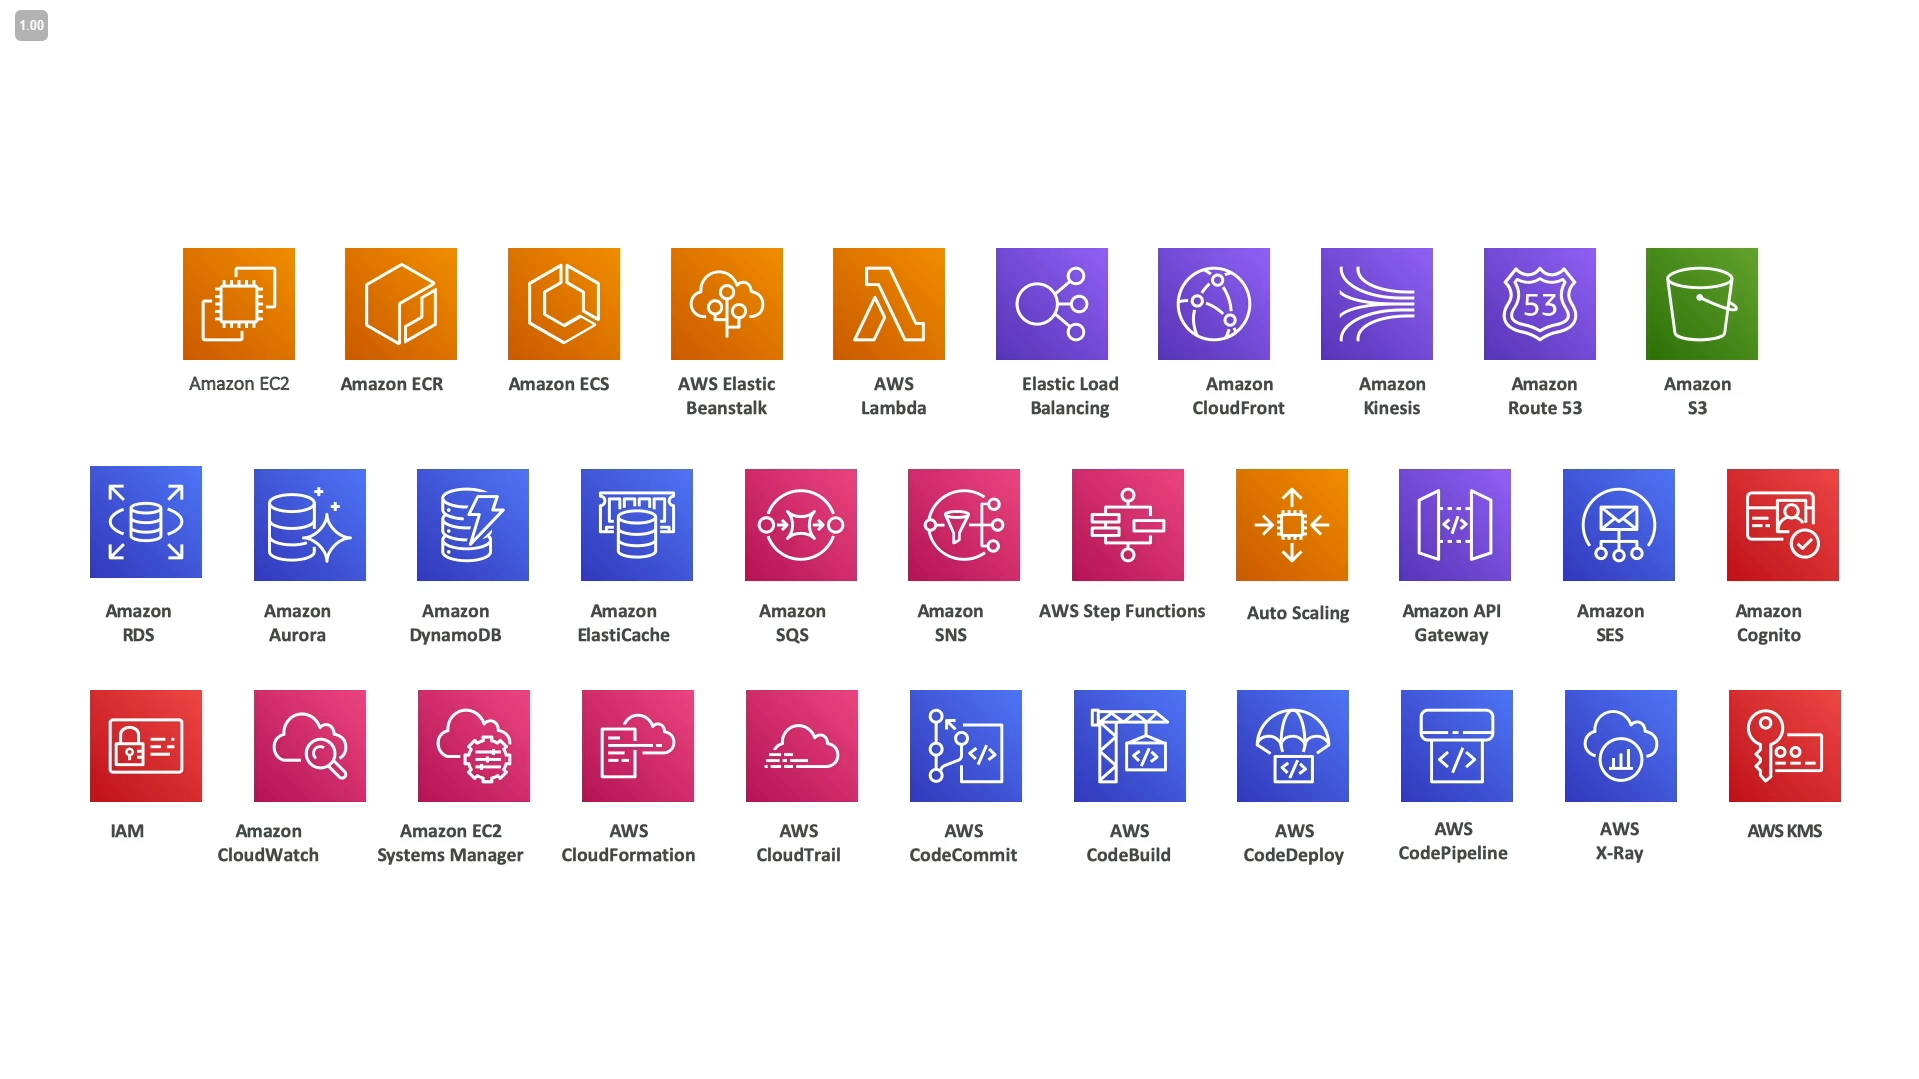 1.00
53
Amazon EC2
Amazon ECR
Amazon ECS
AWS Elastic
Beanstalk
AWS
Lambda
Elastic Load
Balancing
Amazon
CloudFront
Amazon
Kinesis
Amazon
Route 53
Amazon
S3
</>
Amazon
RDS
Amazon
Aurora
Amazon
DynamoDB
Amazon
ElastiCache
Amazon
SQS
Amazon
SNS
AWS Step Functions
Auto Scaling
Amazon API
Gateway
Amazon
SES
Amazon
Cognito
</>
</>
</>
</>
IAM
Amazon
CloudWatch
Amazon EC2
Systems Manager
AWS
CloudFormation
AWS
CloudTrail
AWS
CodeCommit
AWS
CodeBuild
AWS
CodeDeploy
AWS
CodePipeline
AWS
X-Ray
AWS KMS